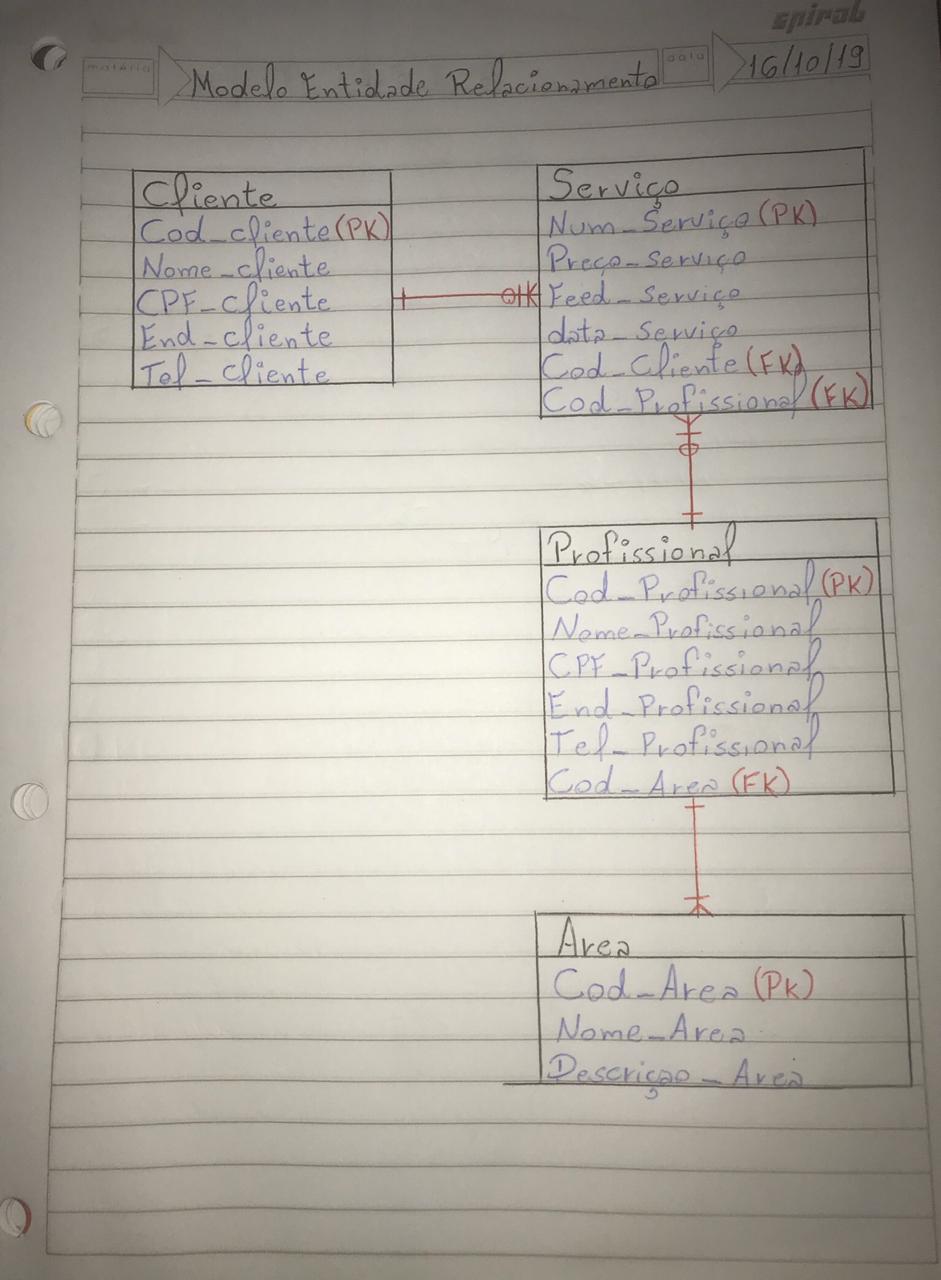 spiral
matéria
Modelo Entidade Relacionamento
data
16/10/19
Cliente
Cod_cliente (PK)
Nome_cliente
CPF_cliente
End_cliente
Tel_cliente
Serviço
Num_Serviço (PK)
Preço_Serviço
Feed_Serviço
data_Serviço
Cod_Cliente (FK)
Cod_Profissional (FK)
Profissional
Cod_Profissional (PK)
Nome_Profissional
CPF_Profissional
End_Profissional
Tel_Profissional
Cod_Area (FK)
Area
Cod_Area (PK)
Nome_Area
Descriçao_Area